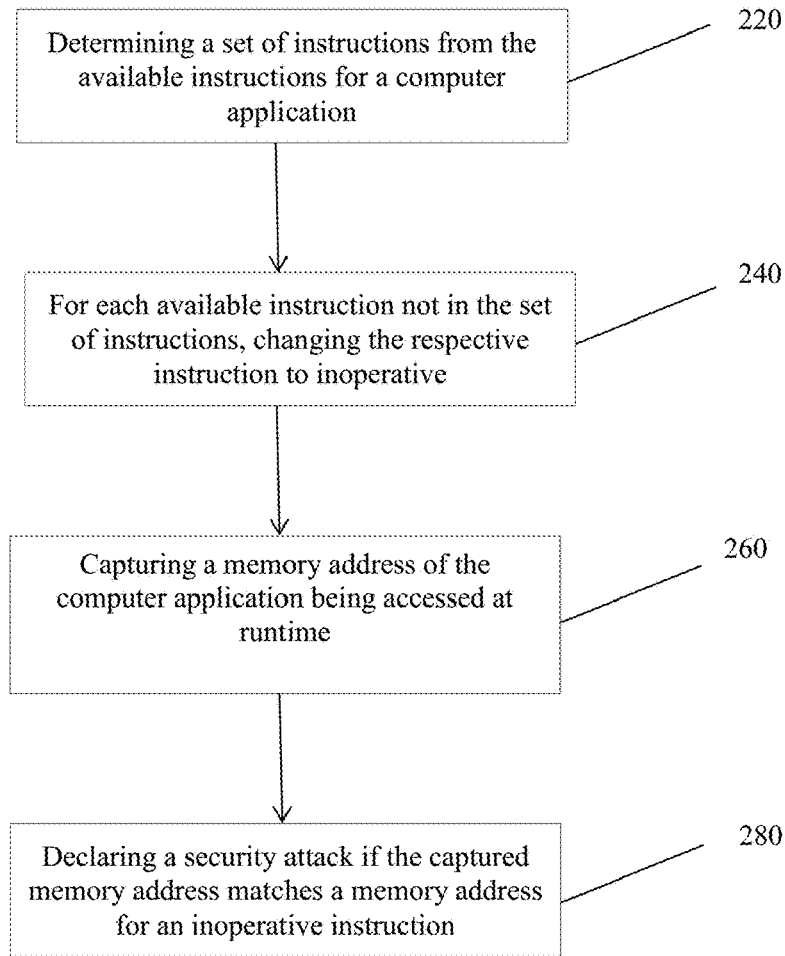 220
Determining a set of instructions from the
available instructions for a computer
application
240
For each available instruction not in the set
of instructions, changing the respective
instruction to inoperative
260
Capturing a memory address of the
computer application being accessed at
runtime
280
Declaring a security attack if the captured
memory address matches a memory address
for an inoperative instruction